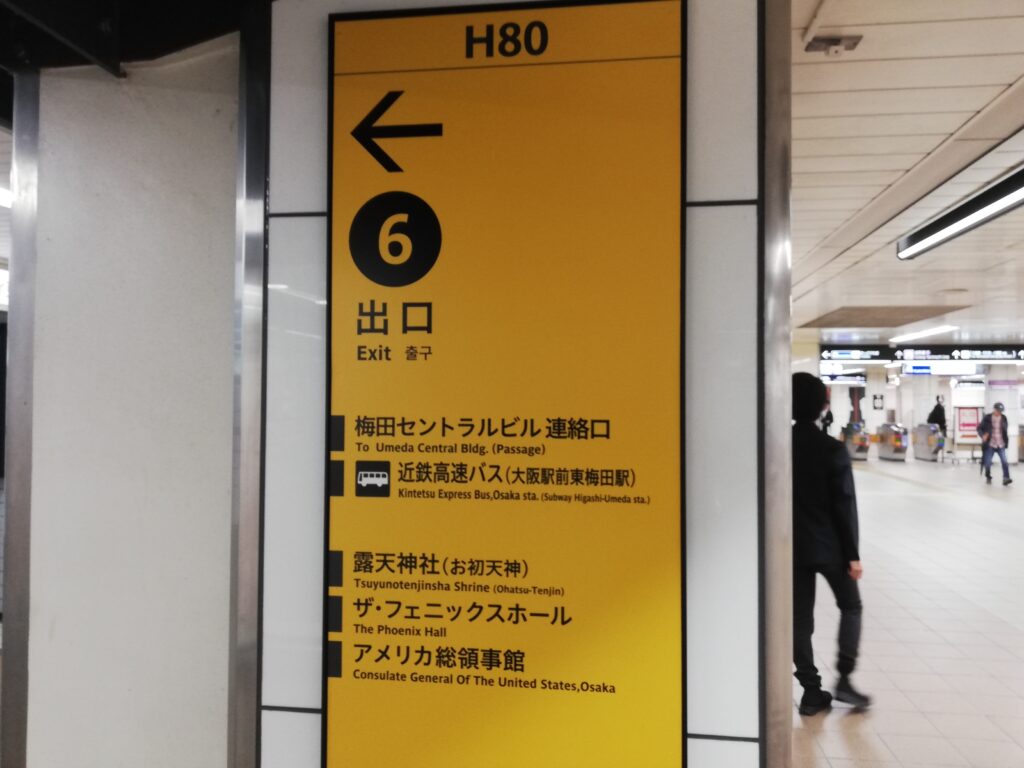 H80
←
6
出口
Exit 출구
梅田セントラルビル 連絡口
To Umeda Central Bldg. (Passage)
近鉄高速バス(大阪駅前東梅田駅)
Kintetsu Express Bus,Osaka sta. (Subway Higashi-Umeda sta.)
露天神社(お初天神)
Tsuyunotenjinsha Shrine (Ohatsu-Tenjin)
ザ・フェニックスホール
The Phoenix Hall
アメリカ総領事館
Consulate General Of The United States,Osaka